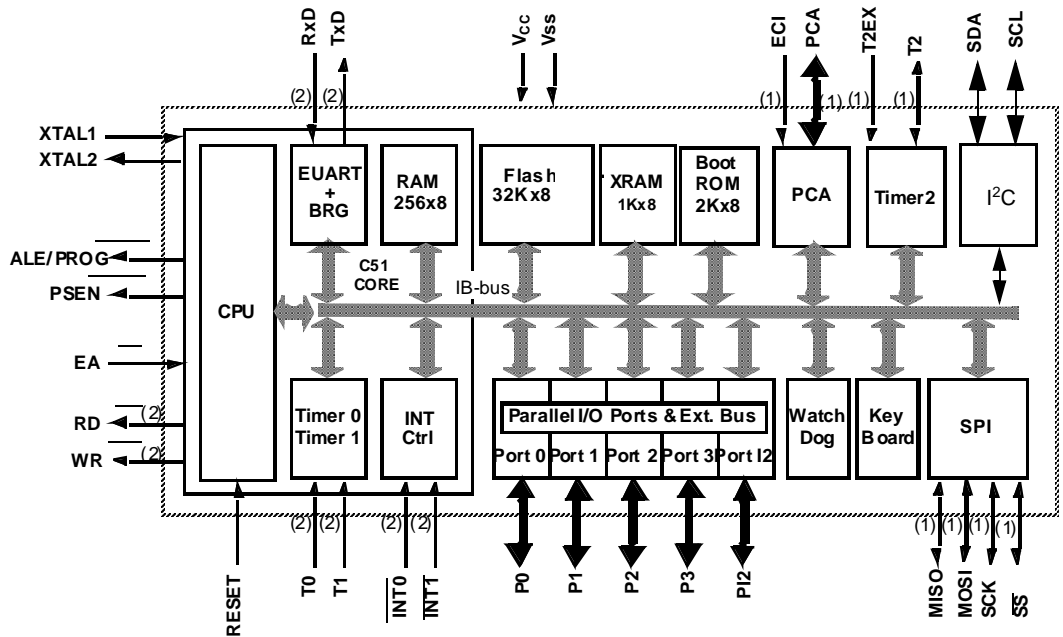 RxD
TxD
VCC
Vss
ECI
PCA
T2EX
T2
SDA
SCL
(2) (2)
(1) (1) (1) (1)
XTAL1
XTAL2
EUART
+
BRG
RAM
256x8
Flash
32Kx8
XRAM
1Kx8
Boot
ROM
2Kx8
PCA
Timer2
I²C
ALE/PROG
PSEN
C51
CORE
IB-bus
CPU
EA
RD (2)
WR (2)
Timer 0
Timer 1
INT
Ctrl
Parallel I/O Ports & Ext. Bus
Port 0 Port 1 Port 2 Port 3 Port I2
Watch
Dog
Key
Board
SPI
(2) (2) (2) (2)
(1) (1) (1) (1)
RESET
T0
T1
INT0
INT1
P0
P1
P2
P3
PI2
MISO
MOSI
SCK
SS